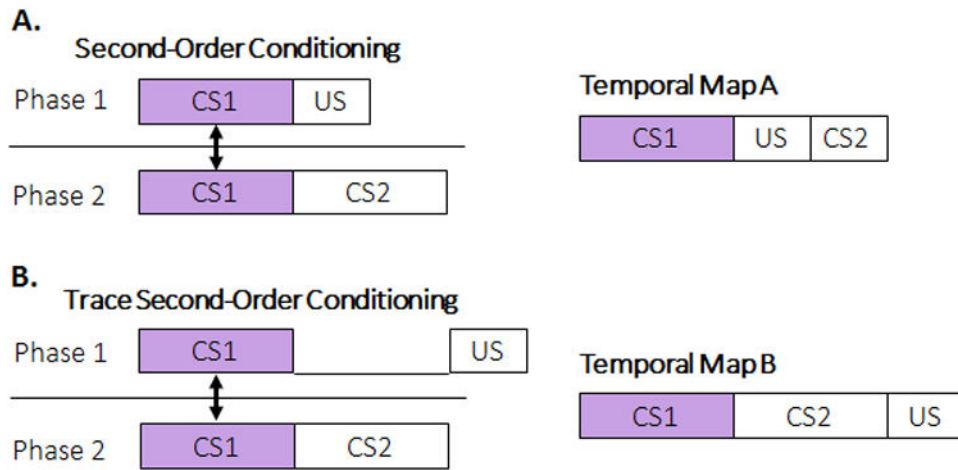 A.
Second-Order Conditioning
Phase 1 CS1 US
Phase 2 CS1 CS2
Temporal Map A
CS1 US CS2
B.
Trace Second-Order Conditioning
Phase 1 CS1 US
Phase 2 CS1 CS2
Temporal Map B
CS1 CS2 US